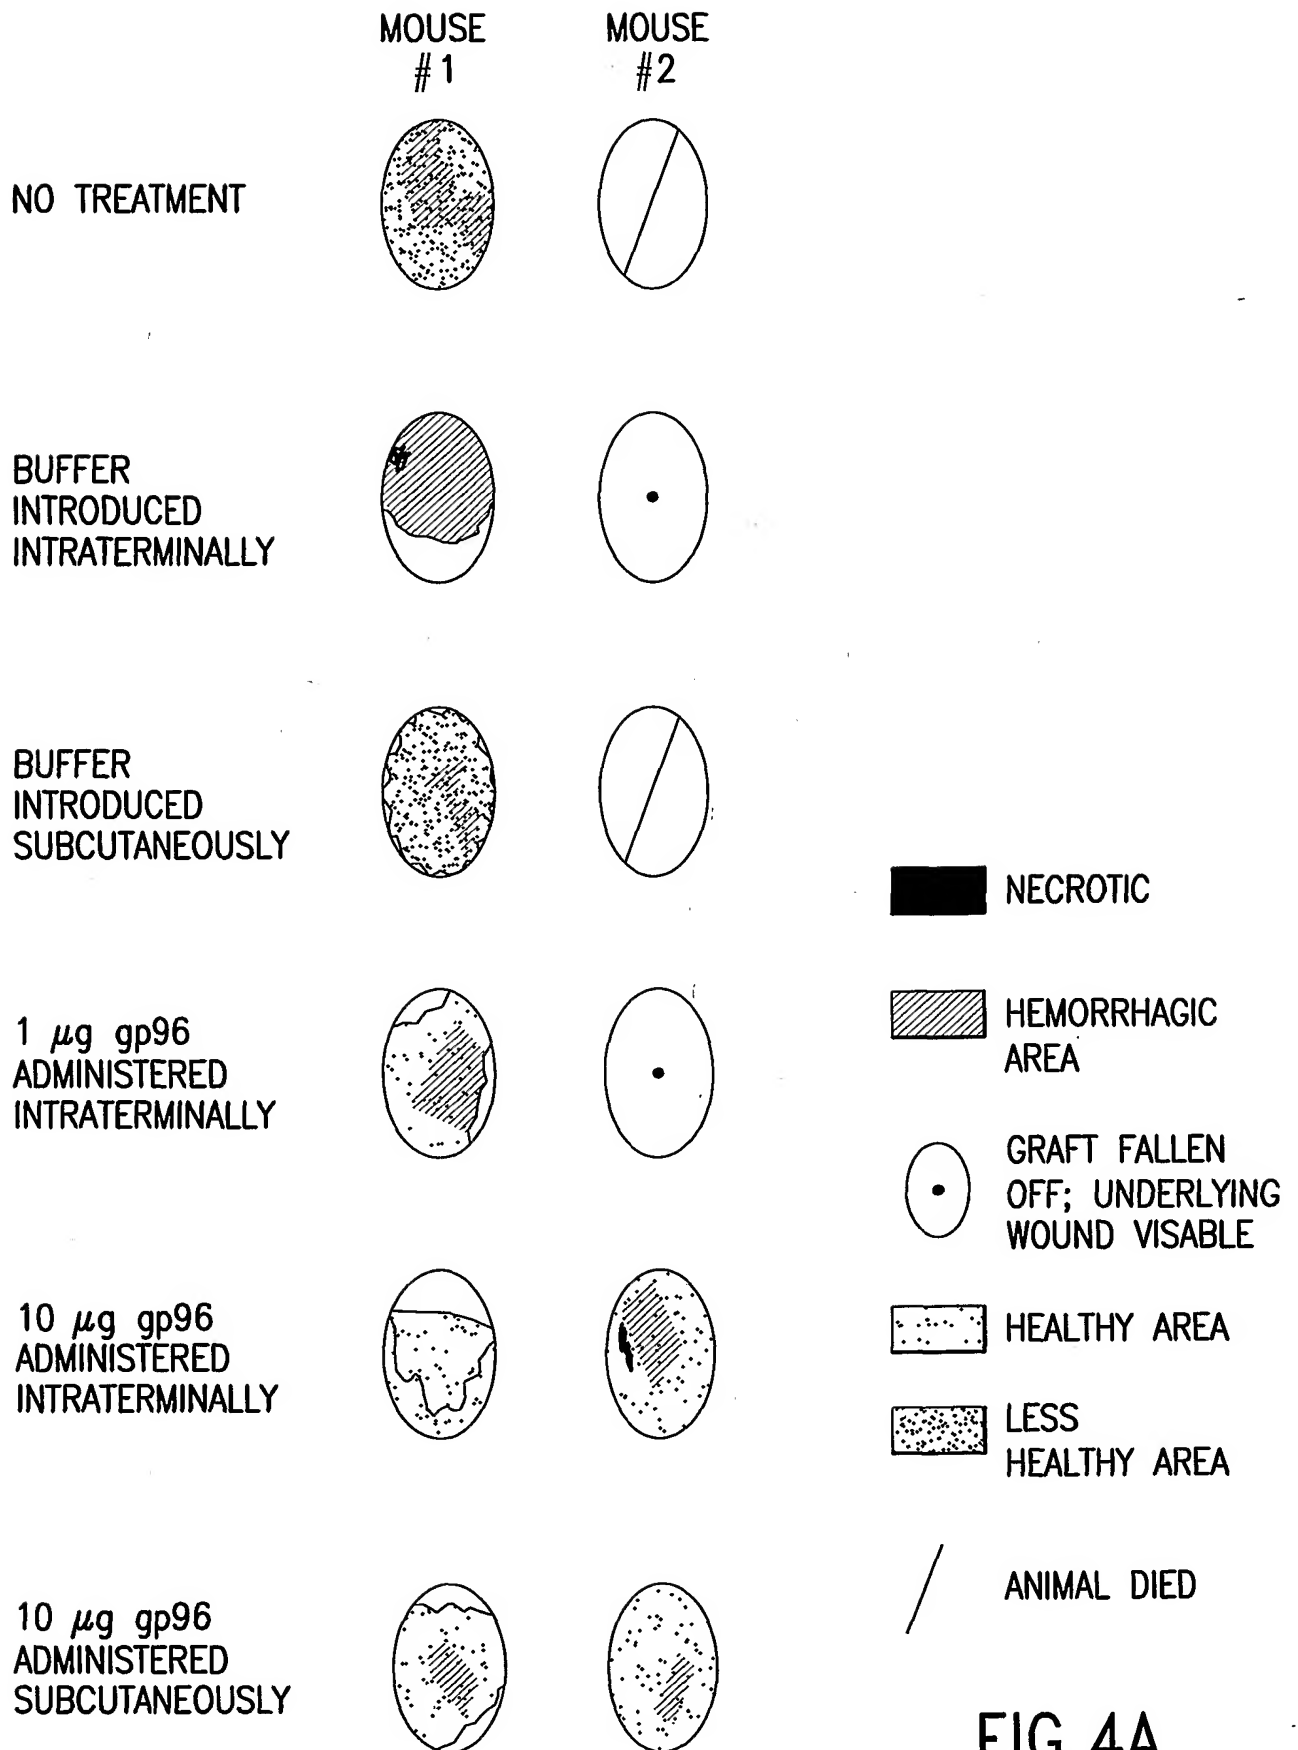 MOUSE
#1
MOUSE
#2
NO TREATMENT
BUFFER
INTRODUCED
INTRATERMINALLY
BUFFER
INTRODUCED
SUBCUTANEOUSLY
1 μg gp96
ADMINISTERED
INTRATERMINALLY
10 μg gp96
ADMINISTERED
INTRATERMINALLY
10 μg gp96
ADMINISTERED
SUBCUTANEOUSLY
NECROTIC
HEMORRHAGIC
AREA
GRAFT FALLEN
OFF; UNDERLYING
WOUND VISABLE
HEALTHY AREA
LESS
HEALTHY AREA
ANIMAL DIED
FIG. 4A